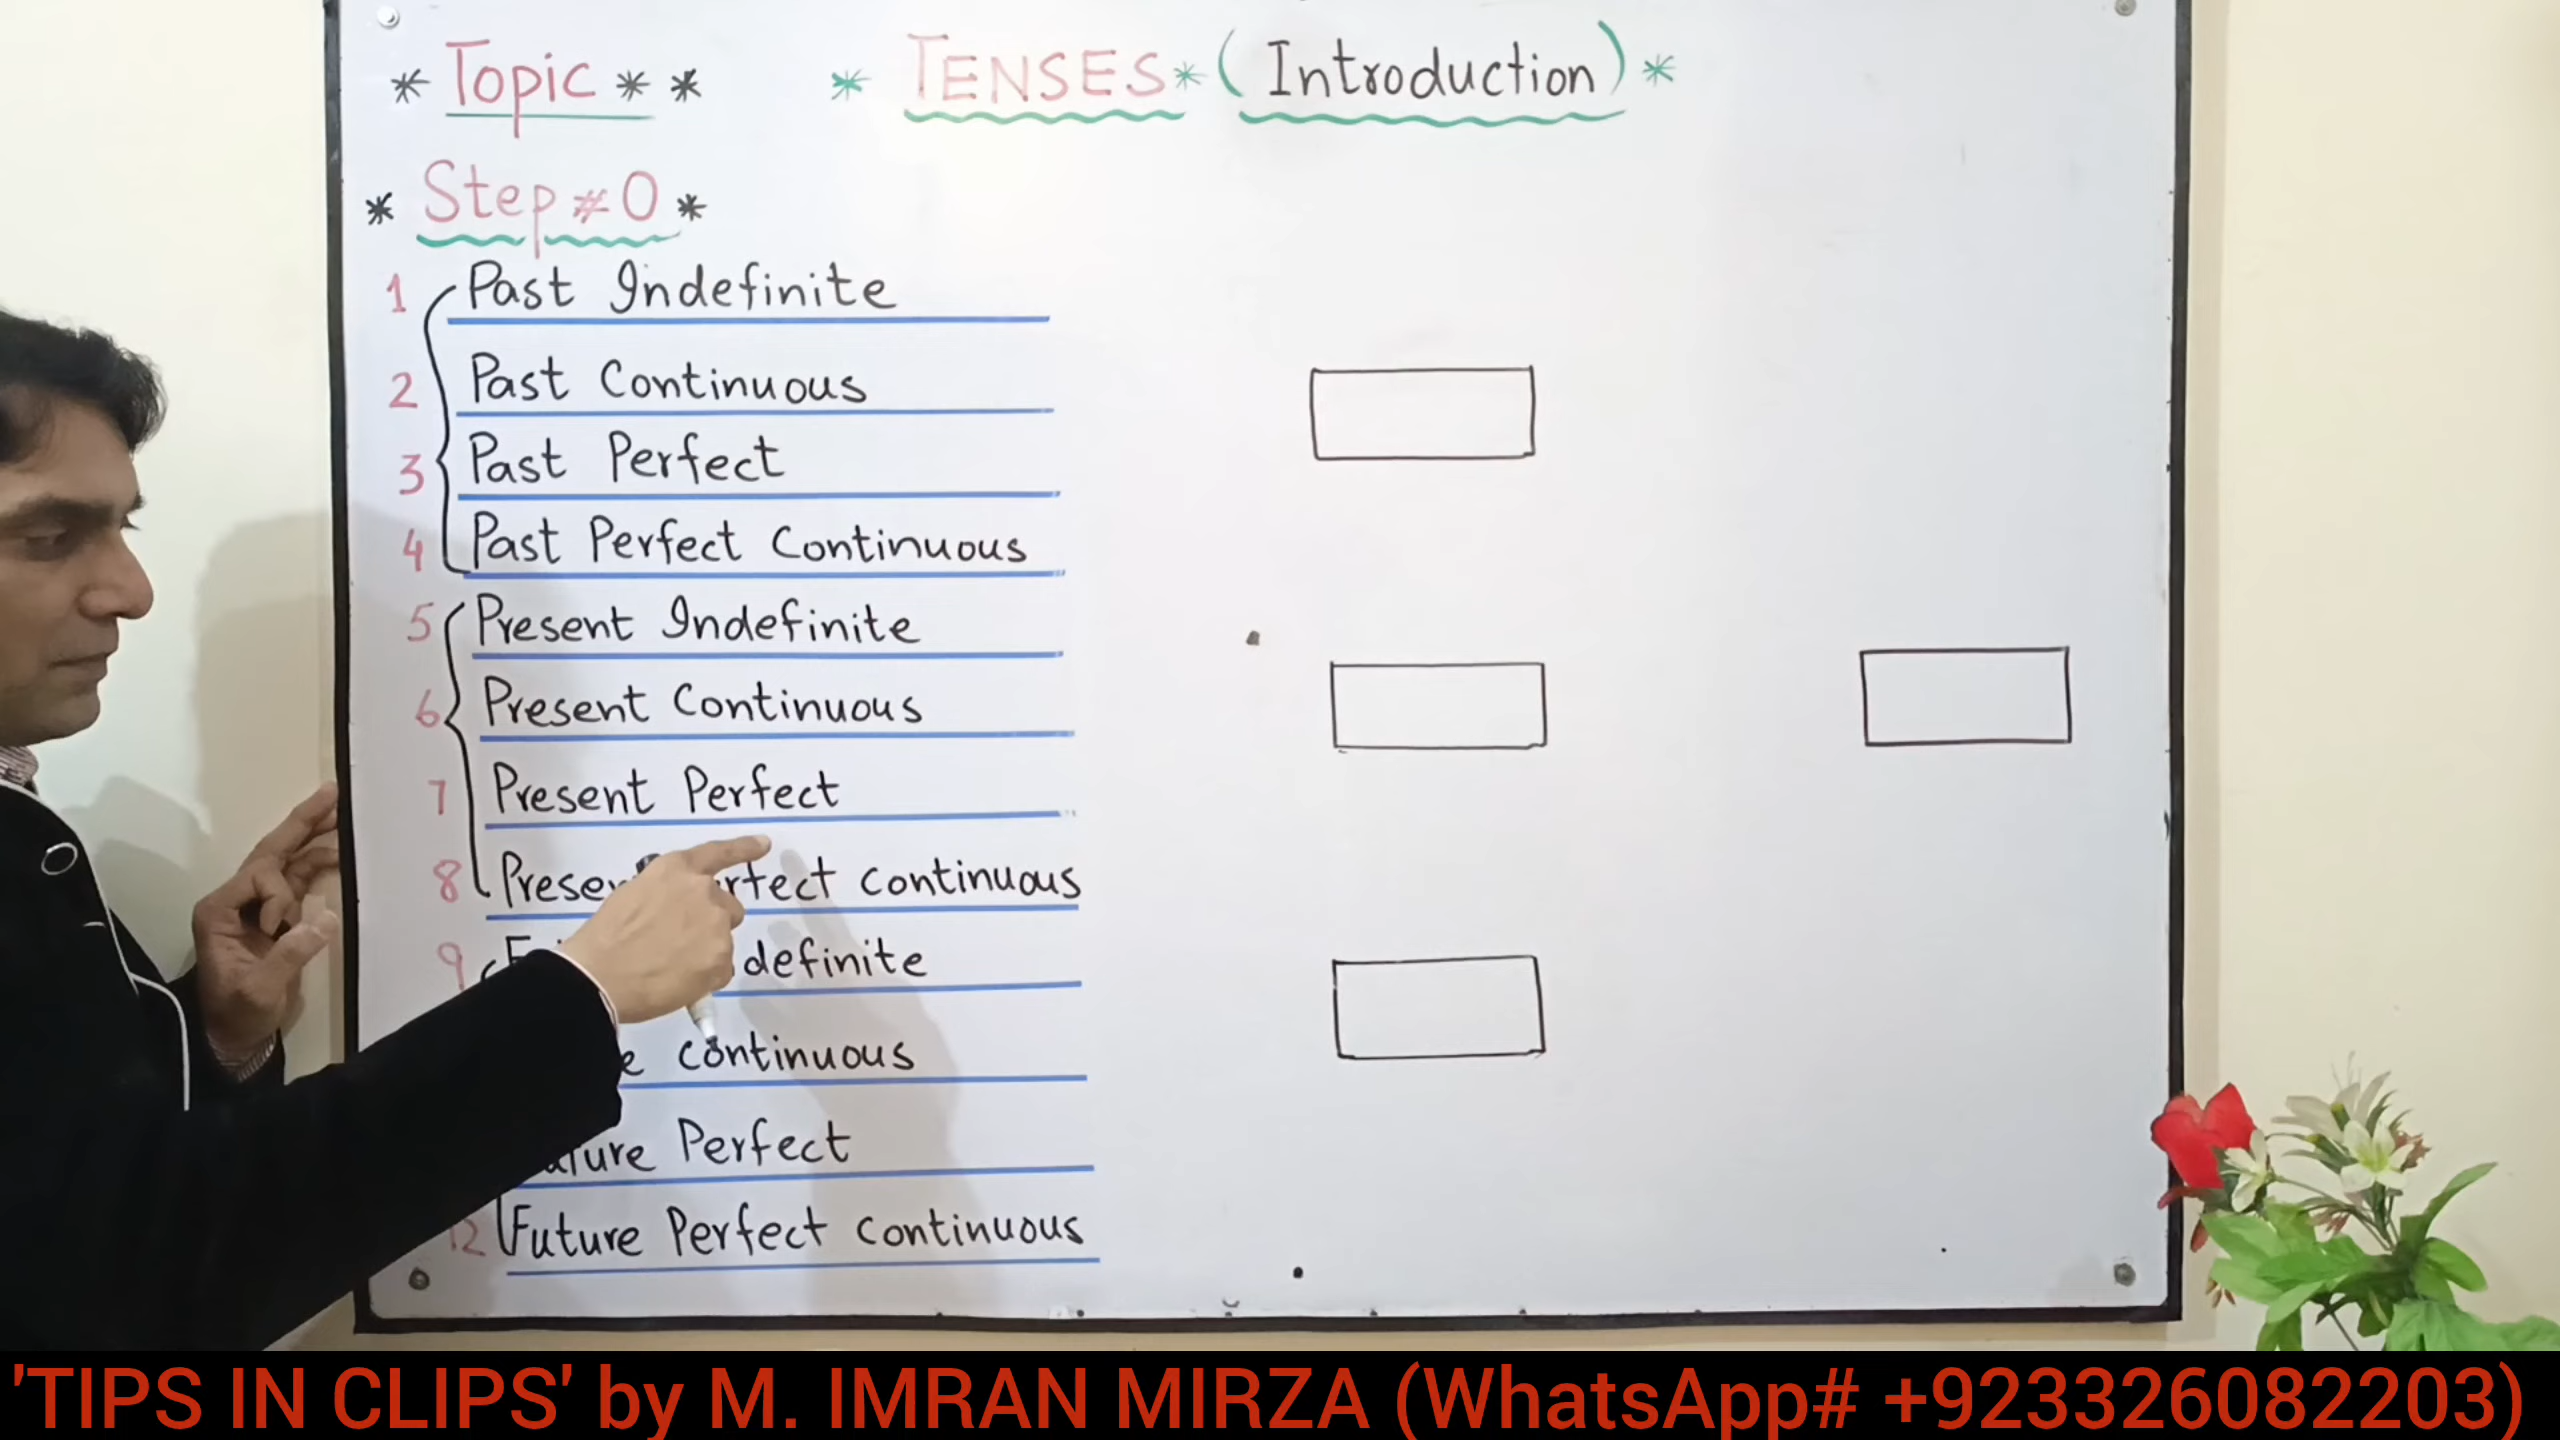 * Topic * * * TENSES * (Introduction) *
* Step # 0 *
1 Past Indefinite
2 Past Continuous
3 Past Perfect
4 Past Perfect Continuous
5 Present Indefinite
6 Present Continuous
7 Present Perfect
8 Continuous
9
Continuous
Perfect
12 Future Perfect Continuous
'TIPS IN CLIPS' by M. IMRAN MIRZA (WhatsApp# +923326082203)